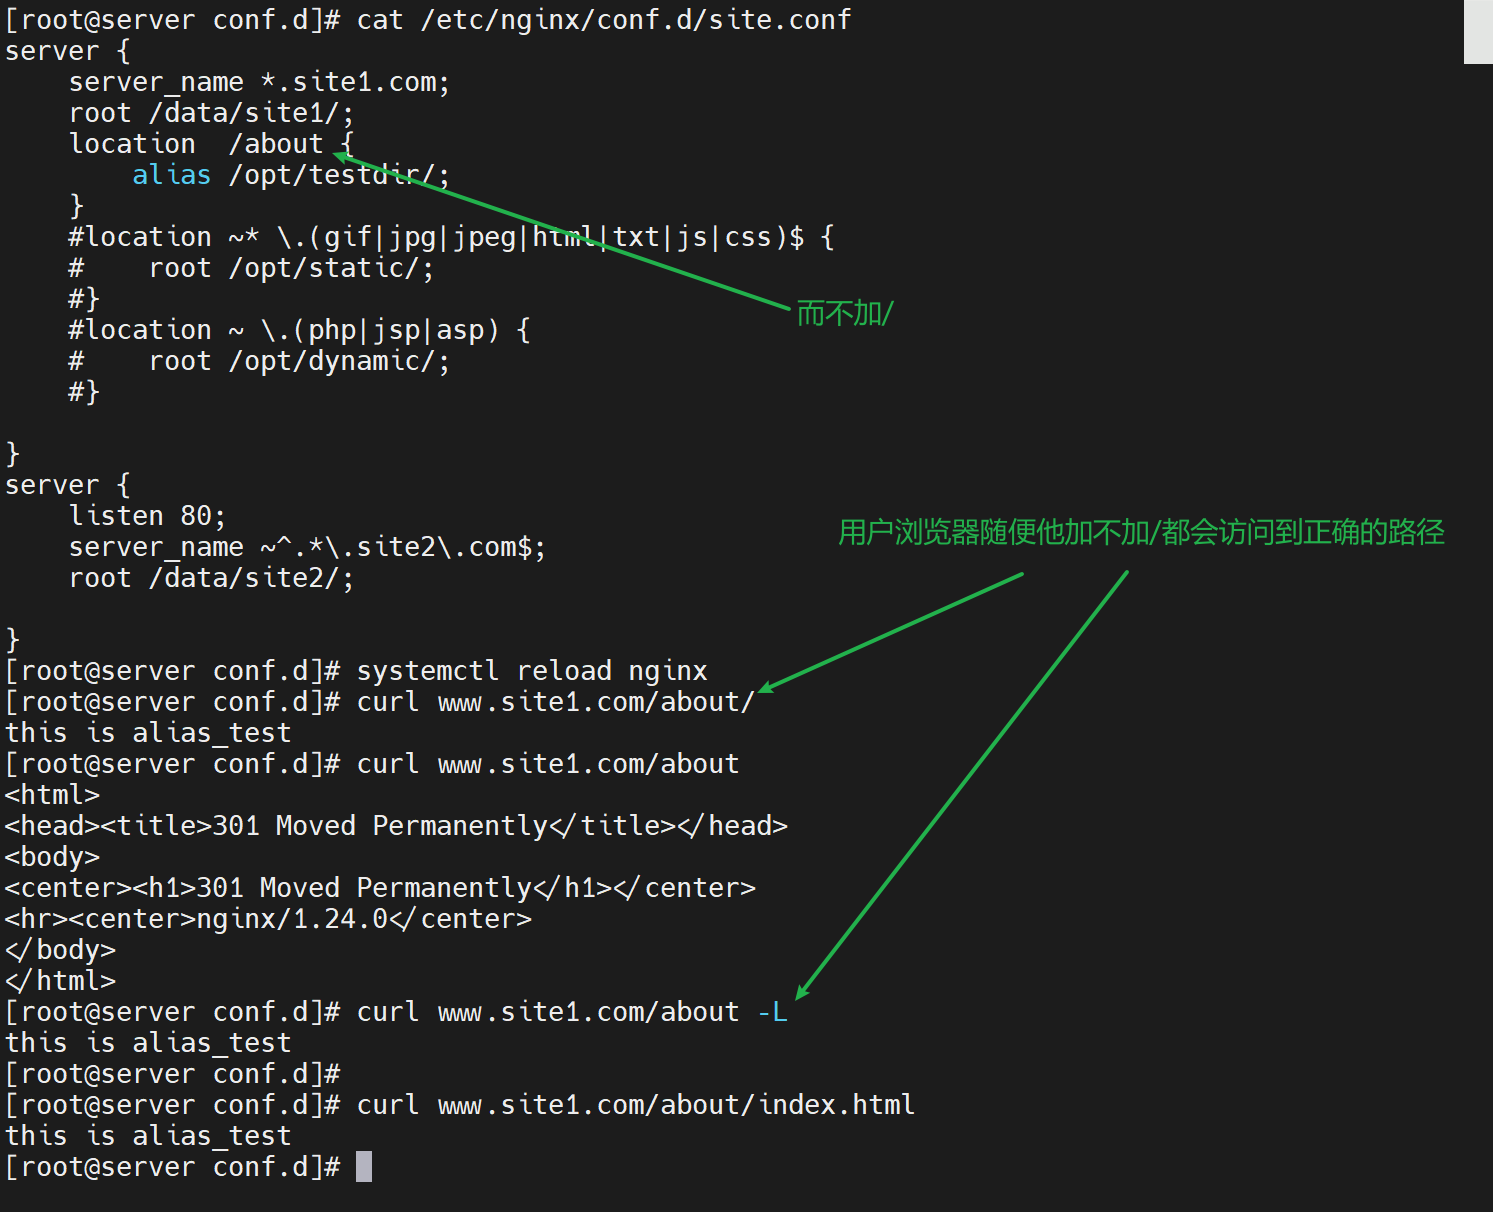 [root@server conf.d]# cat /etc/nginx/conf.d/site.conf
server {
    server_name *.site1.com;
    root /data/site1/;
    location  /about {
        alias /opt/testdir/;
    }
    #location ~* \.(gif|jpg|jpeg|html|txt|js|css)$ {
    #    root /opt/static/;
    #}
而不加/
    #location ~ \.(php|jsp|asp) {
    #    root /opt/dynamic/;
    #}
}
server {
    listen 80;
用户浏览器随便他加不加/都会访问到正确的路径
    server_name ~^.*\.site2\.com$;
    root /data/site2/;
}
[root@server conf.d]# systemctl reload nginx
[root@server conf.d]# curl www.site1.com/about/
this is alias_test
[root@server conf.d]# curl www.site1.com/about
<html>
<head><title>301 Moved Permanently</title></head>
<body>
<center><h1>301 Moved Permanently</h1></center>
<hr><center>nginx/1.24.0</center>
</body>
</html>
[root@server conf.d]# curl www.site1.com/about -L
this is alias_test
[root@server conf.d]#
[root@server conf.d]# curl www.site1.com/about/index.html
this is alias_test
[root@server conf.d]#